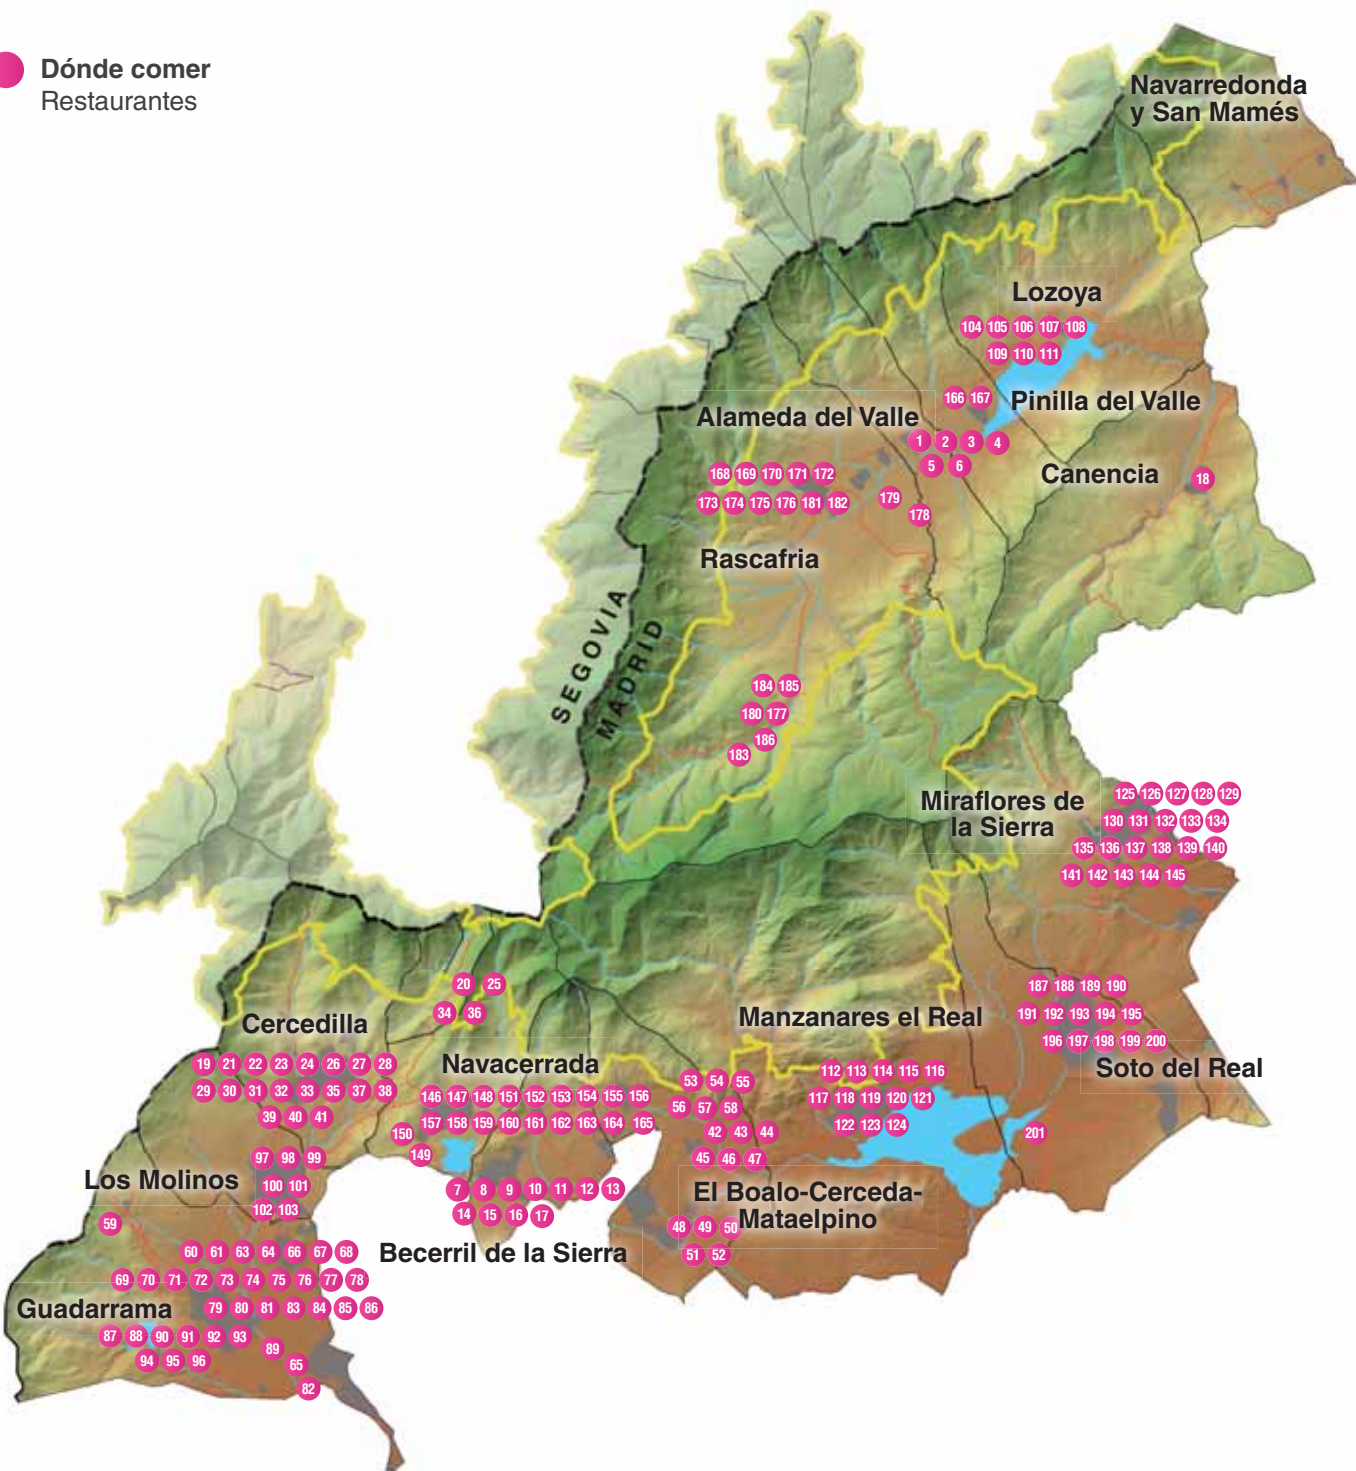 Dónde comer
Restaurantes
Navarredonda
y San Mamés
Lozoya
104 105 106 107 108
109 110 111
166 167
Pinilla del Valle
Alameda del Valle
1 2 3 4
5 6
Canencia
18
168 169 170 171 172
173 174 175 176 181 182
179
178
Rascafria
SEGOVIA
MADRID
184 185
180 177
186
183
Miraflores de
la Sierra
125 126 127 128 129
130 131 132 133 134
135 136 137 138 139 140
141 142 143 144 145
20 25
34 36
187 188 189 190
191 192 193 194 195
196 197 198 199 200
Soto del Real
Cercedilla
19 21 22 23 24 26 27 28
29 30 31 32 33 35 37 38
39 40 41
Navacerrada
146 147 148 151 152 153 154 155 156
157 158 159 160 161 162 163 164 165
150
149
Manzanares el Real
112 113 114 115 116
117 118 119 120 121
122 123 124
201
53 54 55
56 57 58
42 43 44
45 46 47
El Boalo-Cerceda-
Mataelpino
48 49 50
51 52
Los Molinos
97 98 99
100 101
102 103
7 8 9 10 11 12 13
14 15 16 17
Becerril de la Sierra
59
60 61 63 64 66 67 68
69 70 71 72 73 74 75 76 77 78
Guadarrama
79 80 81 83 84 85 86
87 88 90 91 92 93
89
94 95 96
65
82